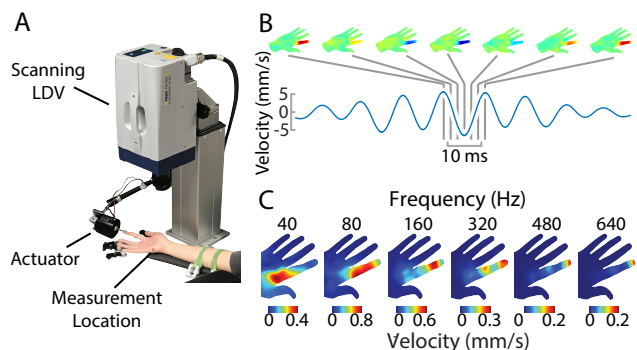 A
Scanning
LDV
Actuator
Measurement
Location
B
Velocity (mm/s)
5
0
-5
10 ms
C
Frequency (Hz)
40 80 160 320 480 640
0 0.4 0 0.8 0 0.6 0 0.3 0 0.2 0 0.2
Velocity (mm/s)